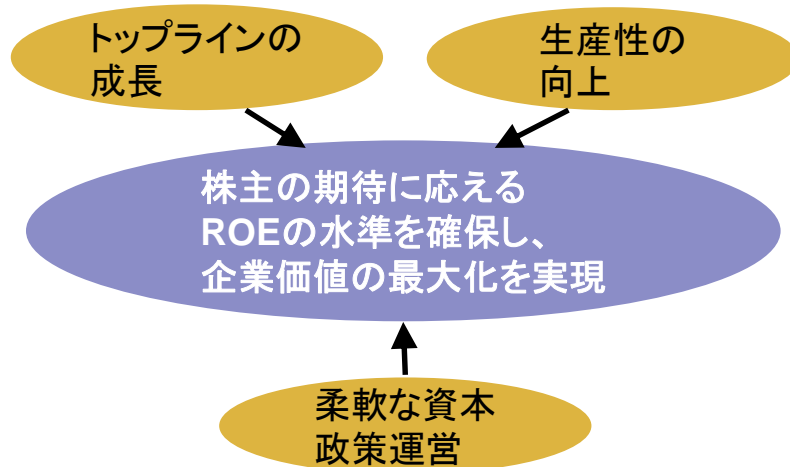 トップラインの
成長
生産性の
向上
株主の期待に応える
ROEの水準を確保し、
企業価値の最大化を実現
柔軟な資本
政策運営